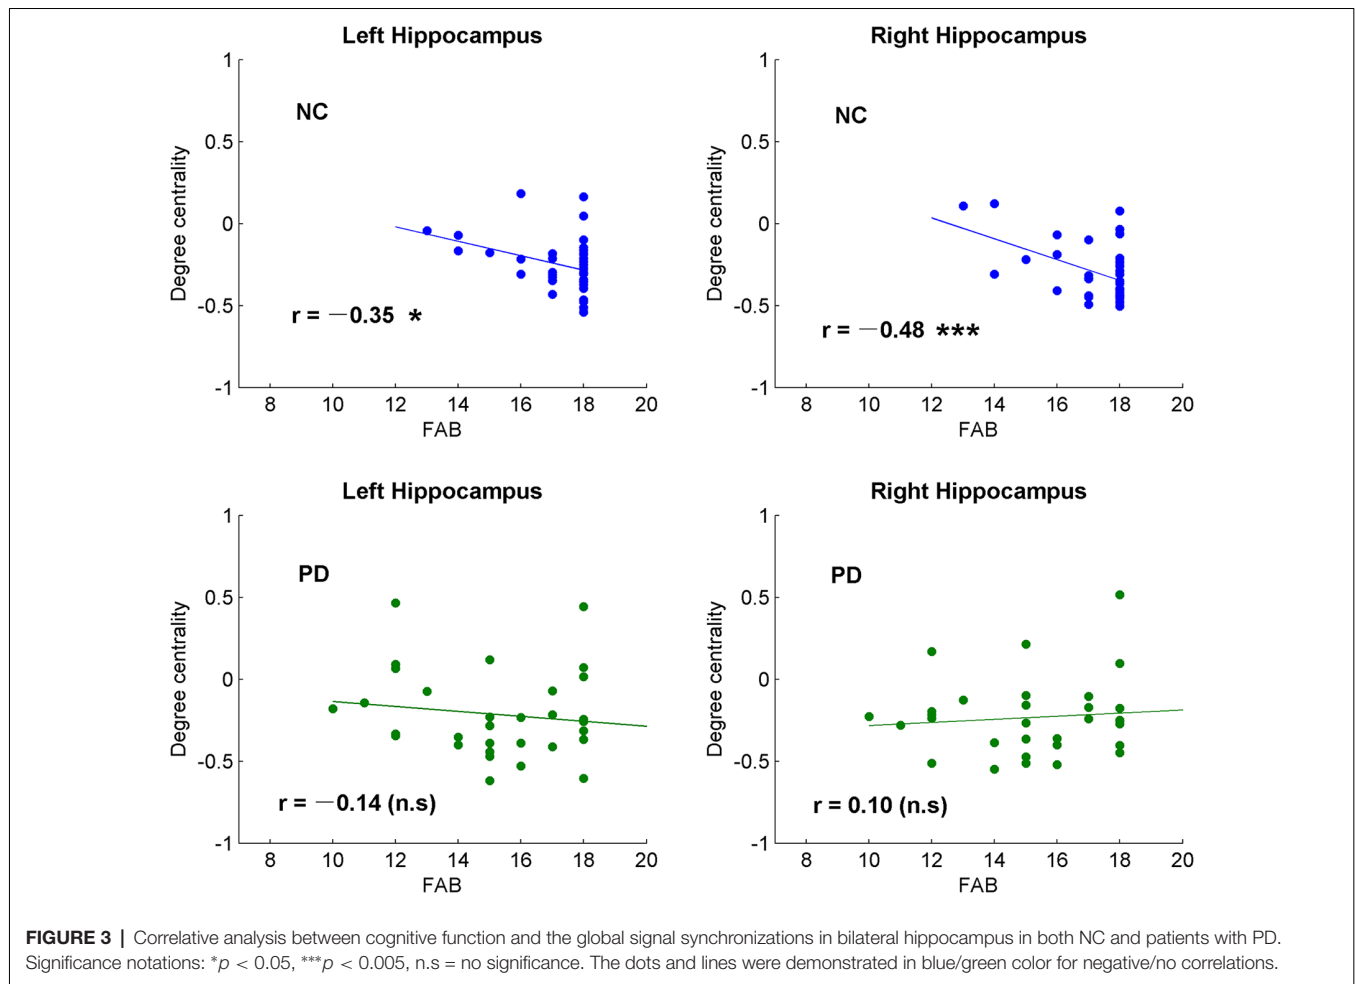 Left Hippocampus
1
0.5
0
-0.5
-1
Degree centrality
NC
r = −0.35 *
8 10 12 14 16 18 20
FAB
Right Hippocampus
1
0.5
0
-0.5
-1
Degree centrality
NC
r = −0.48 ***
8 10 12 14 16 18 20
FAB
Left Hippocampus
1
0.5
0
-0.5
-1
Degree centrality
PD
r = −0.14 (n.s)
8 10 12 14 16 18 20
FAB
Right Hippocampus
1
0.5
0
-0.5
-1
Degree centrality
PD
r = 0.10 (n.s)
8 10 12 14 16 18 20
FAB
FIGURE 3 | Correlative analysis between cognitive function and the global signal synchronizations in bilateral hippocampus in both NC and patients with PD.
Significance notations: *p < 0.05, ***p < 0.005, n.s = no significance. The dots and lines were demonstrated in blue/green color for negative/no correlations.